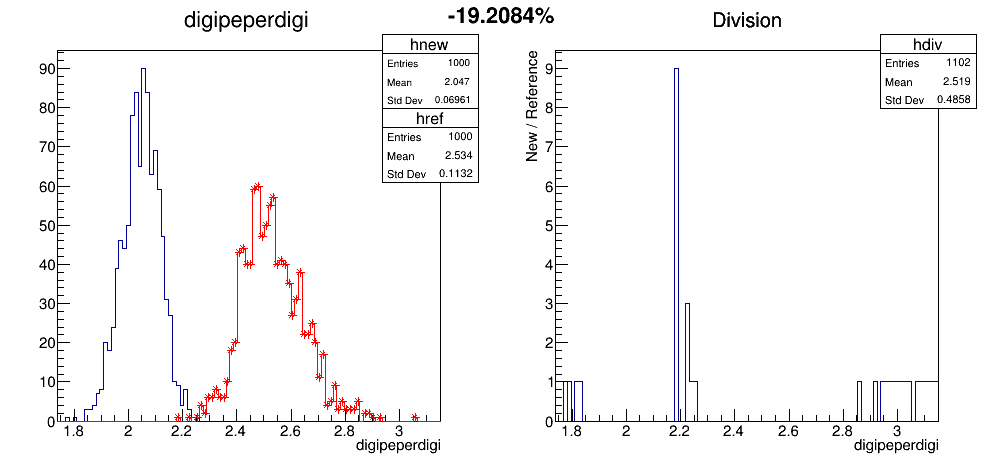 -19.2084%
digipeperdigi
hnew
Entries 1000
Mean 2.047
Std Dev 0.06961
href
Entries 1000
Mean 2.534
Std Dev 0.1132
90
80
70
60
50
40
30
20
10
0
1.8 2 2.2 2.4 2.6 2.8 3
digipeperdigi
Division
hdiv
Entries 1102
Mean 2.519
Std Dev 0.4858
New / Reference
9
8
7
6
5
4
3
2
1
0
1.8 2 2.2 2.4 2.6 2.8 3
digipeperdigi